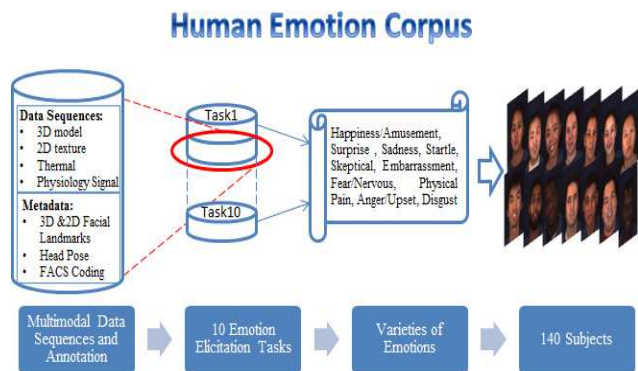 Human Emotion Corpus
Data Sequences:
• 3D model
• 2D texture
• Thermal
• Physiology Signal
Metadata:
• 3D &2D Facial
Landmarks
• Head Pose
• FACS Coding
Task1
Task10
Happiness/Amusement,
Surprise , Sadness, Startle,
Skeptical, Embarrassment,
Fear/Nervous, Physical
Pain, Anger/Upset, Disgust
Multimodal Data
Sequences and
Annotation
10 Emotion
Elicitation Tasks
Varieties of
Emotions
140 Subjects